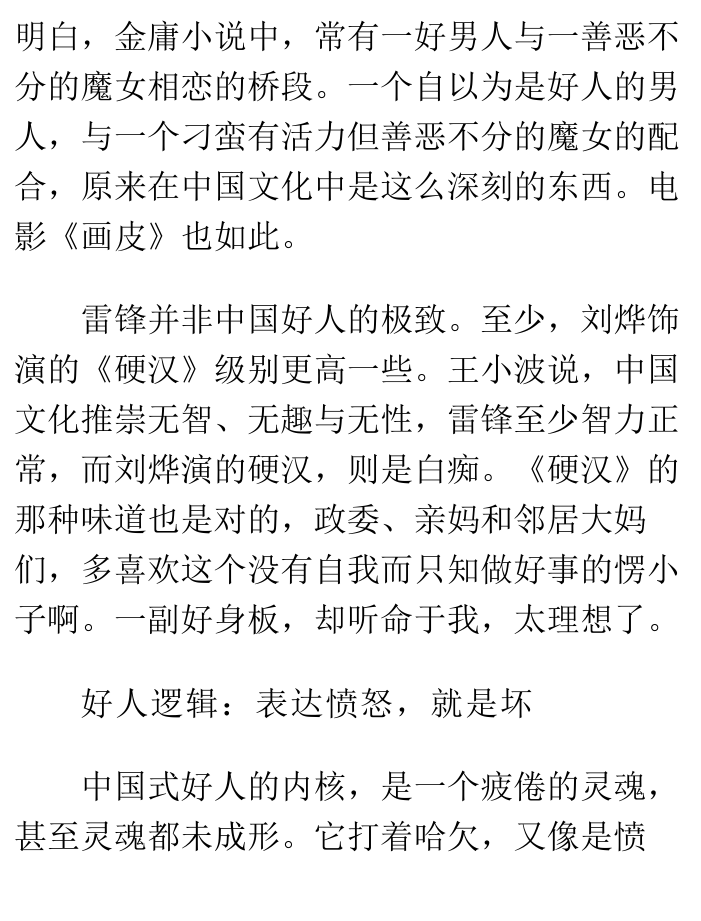 明白，金庸小说中，常有一好男人与一善恶不
分的魔女相恋的桥段。一个自以为是好人的男
人，与一个刁蛮有活力但善恶不分的魔女的配
合，原来在中国文化中是这么深刻的东西。电
影《画皮》也如此。
雷锋并非中国好人的极致。至少，刘烨饰
演的《硬汉》级别更高一些。王小波说，中国
文化推崇无智、无趣与无性，雷锋至少智力正
常，而刘烨演的硬汉，则是白痴。《硬汉》的
那种味道也是对的，政委、亲妈和邻居大妈
们，多喜欢这个没有自我而只知做好事的愣小
子啊。一副好身板，却听命于我，太理想了。
好人逻辑：表达愤怒，就是坏
中国式好人的内核，是一个疲倦的灵魂，
甚至灵魂都未成形。它打着哈欠，又像是愤